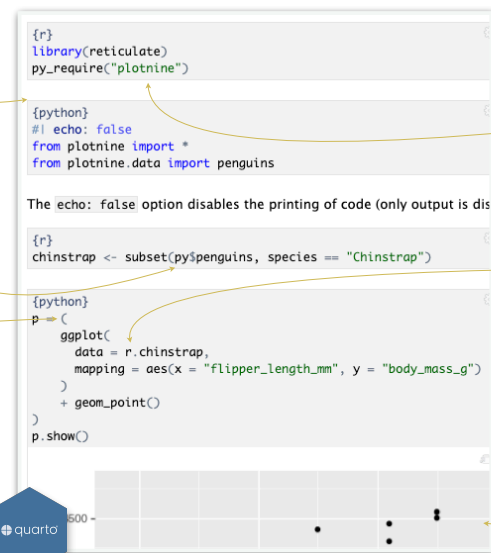 {r}
library(reticulate)
py_require("plotnine")
{python}
#| echo: false
from plotnine import *
from plotnine.data import penguins
The echo: false option disables the printing of code (only output is dis
{r}
chinstrap <- subset(py$penguins, species == "Chinstrap")
{python}
p = (
    ggplot(
      data = r.chinstrap,
      mapping = aes(x = "flipper_length_mm", y = "body_mass_g")
    )
    + geom_point()
)
p.show()
500
quarto